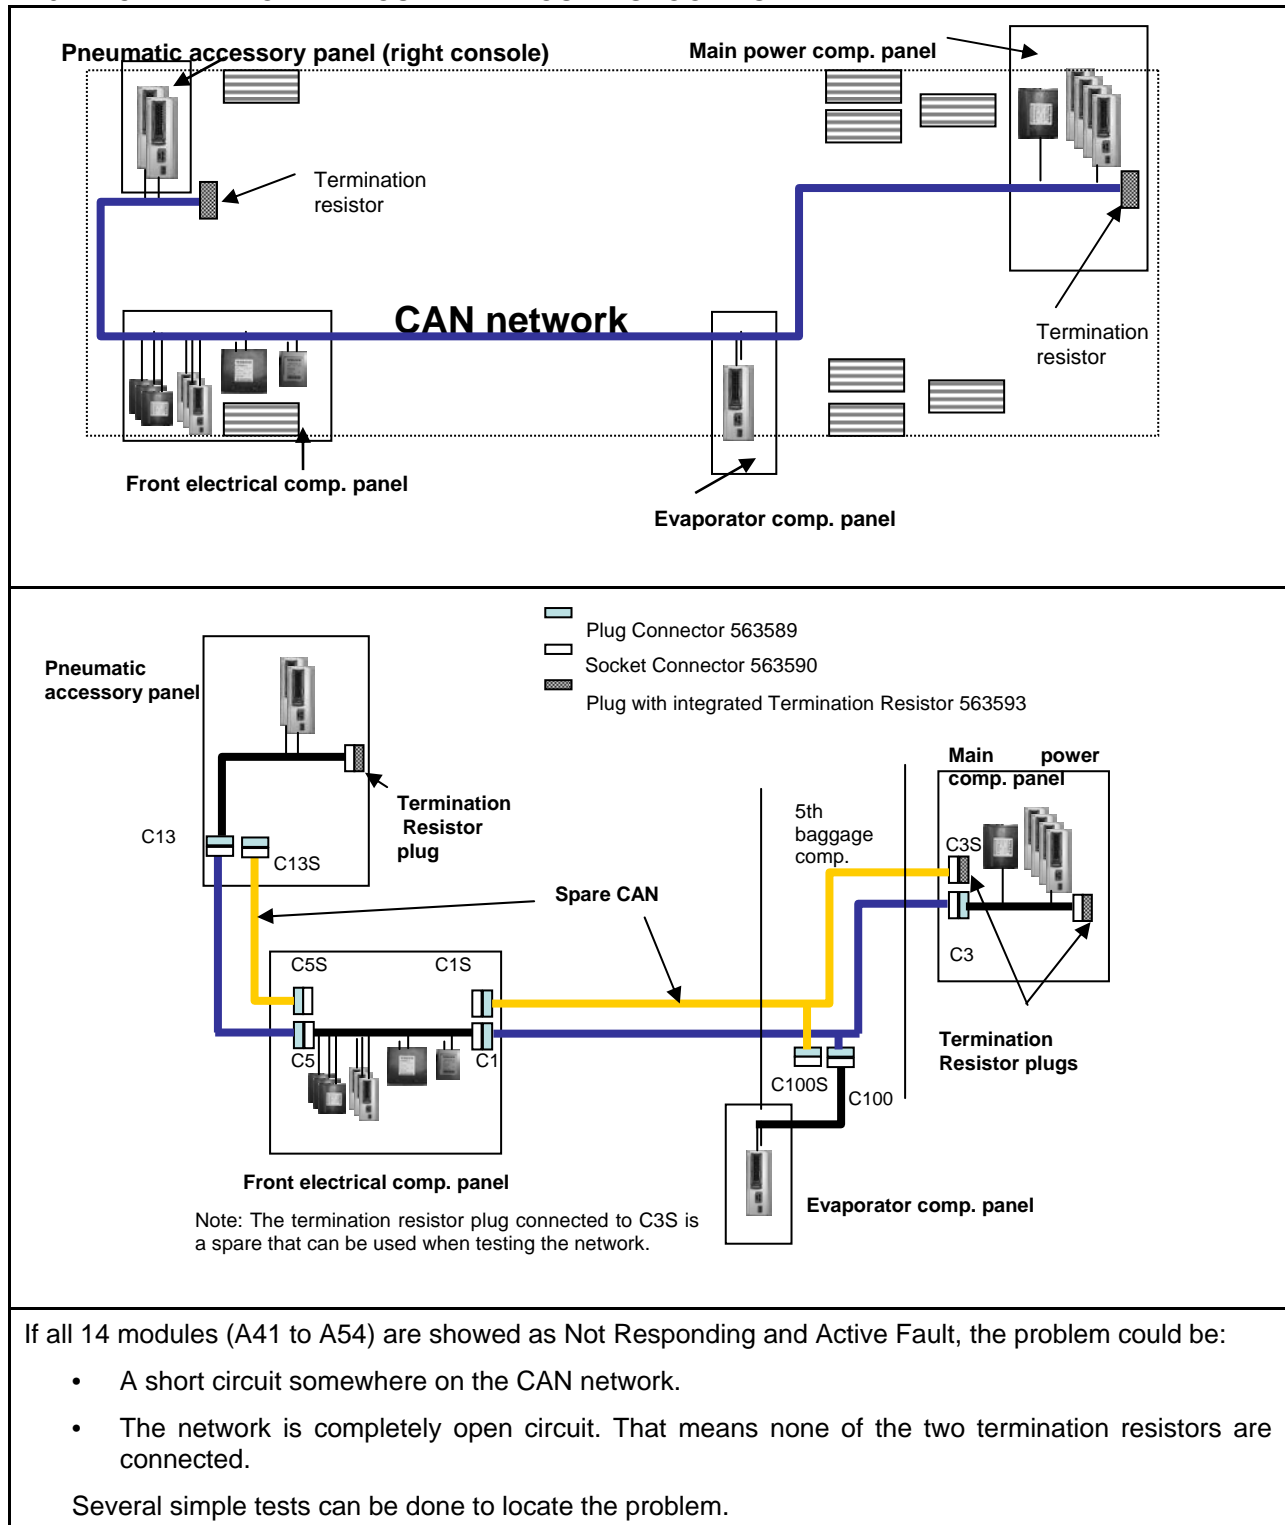 Pneumatic accessory panel (right console)
Main power comp. panel
Termination
resistor
CAN network
Termination
resistor
Front electrical comp. panel
Evaporator comp. panel
Plug Connector 563589
Socket Connector 563590
Plug with integrated Termination Resistor 563593
Pneumatic
accessory panel
Main power
comp. panel
Termination
Resistor
plug
5th
baggage
comp.
C13
C13S
C3S
Spare CAN
C3
C5S
C1S
C5
C1
Termination
Resistor plugs
C100S
C100
Front electrical comp. panel
Evaporator comp. panel
Note: The termination resistor plug connected to C3S is
a spare that can be used when testing the network.
If all 14 modules (A41 to A54) are showed as Not Responding and Active Fault, the problem could be:
• A short circuit somewhere on the CAN network.
• The network is completely open circuit. That means none of the two termination resistors are
connected.
Several simple tests can be done to locate the problem.